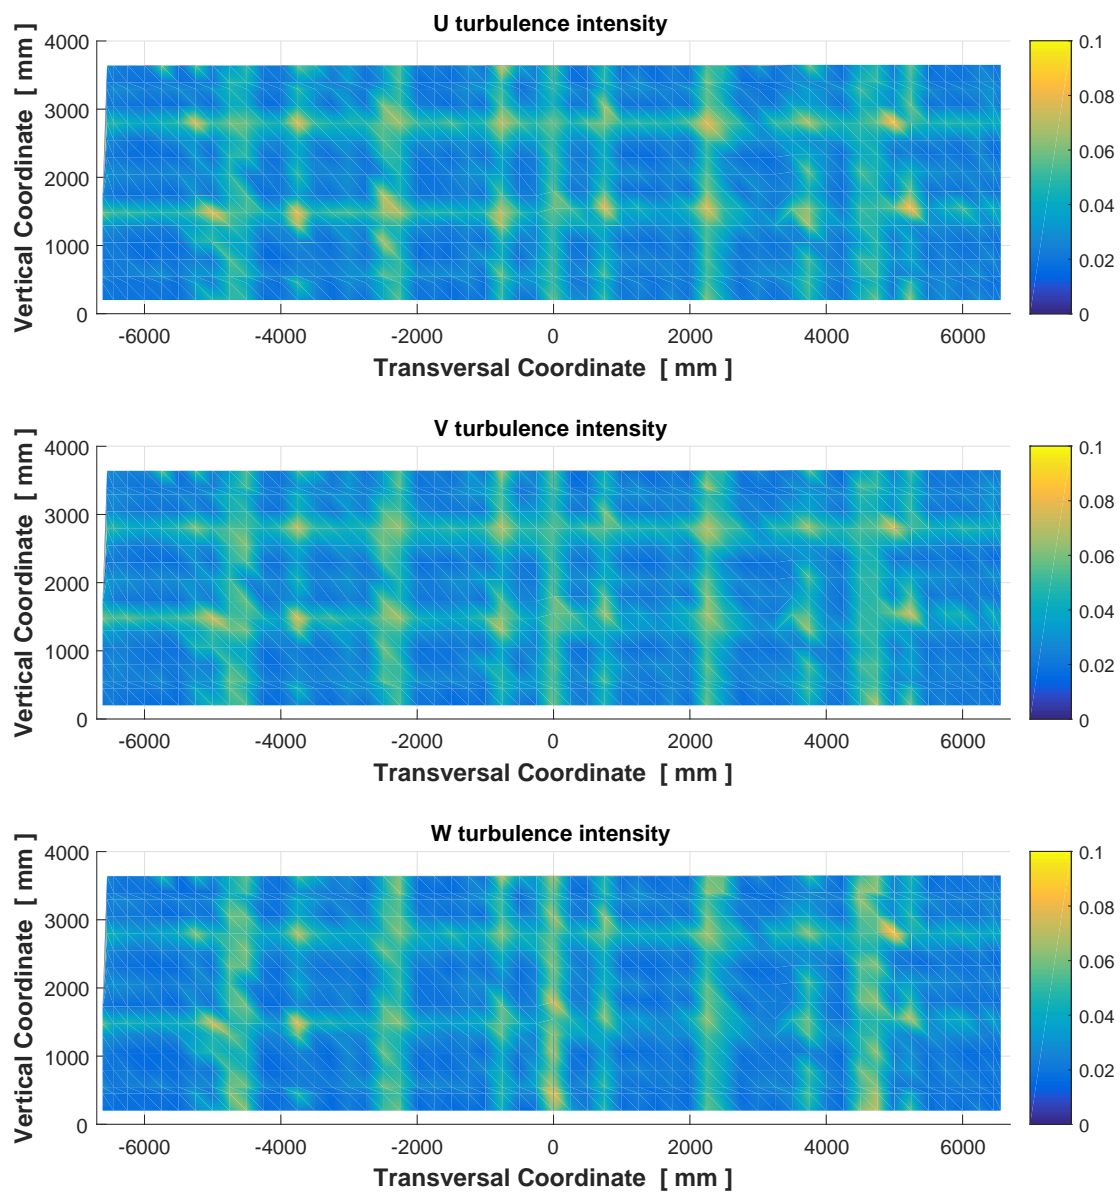 U turbulence intensity
Vertical Coordinate [ mm ]
4000
3000
2000
1000
0
-6000 -4000 -2000 0 2000 4000 6000
Transversal Coordinate [ mm ]
0.1
0.08
0.06
0.04
0.02
0
V turbulence intensity
Vertical Coordinate [ mm ]
4000
3000
2000
1000
0
-6000 -4000 -2000 0 2000 4000 6000
Transversal Coordinate [ mm ]
0.1
0.08
0.06
0.04
0.02
0
W turbulence intensity
Vertical Coordinate [ mm ]
4000
3000
2000
1000
0
-6000 -4000 -2000 0 2000 4000 6000
Transversal Coordinate [ mm ]
0.1
0.08
0.06
0.04
0.02
0